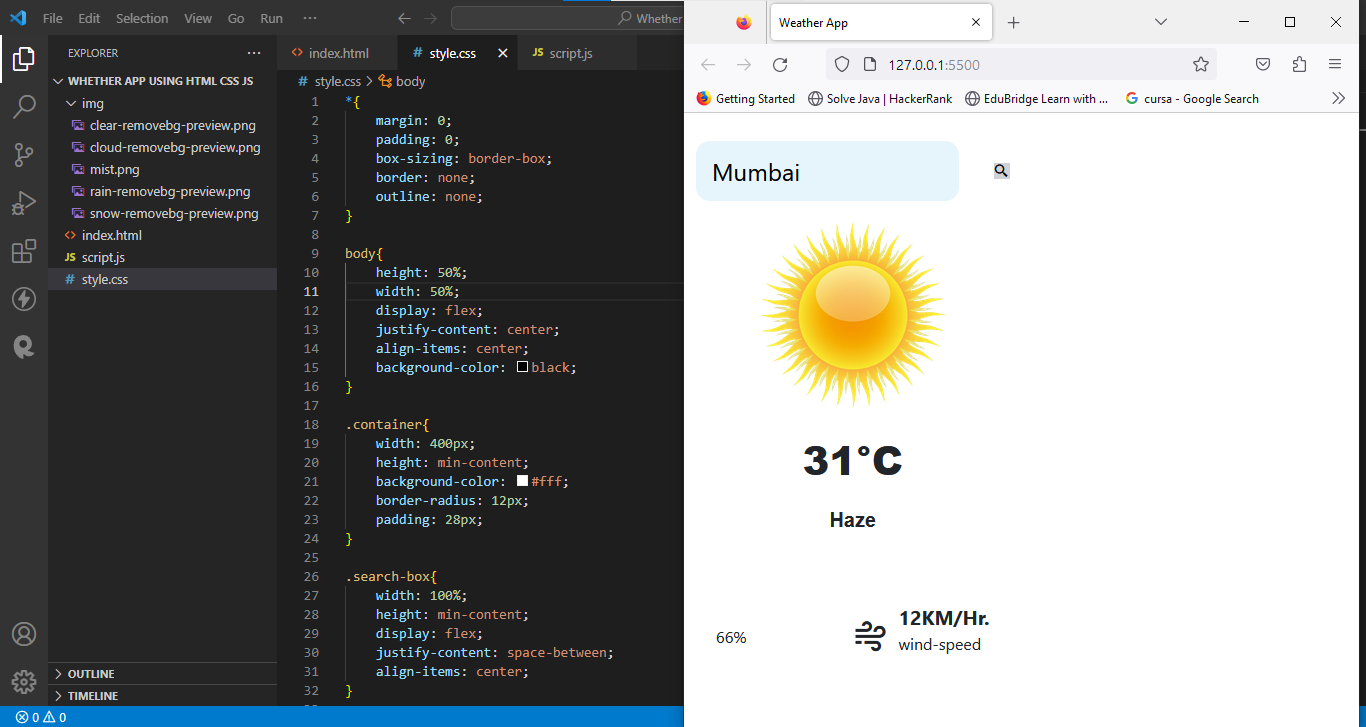 File Edit Selection View Go Run ··· Whether
EXPLORER ···
WHETHER APP USING HTML CSS JS
img
clear-removebg-preview.png
cloud-removebg-preview.png
mist.png
rain-removebg-preview.png
snow-removebg-preview.png
<> index.html
JS script.js
# style.css
OUTLINE
TIMELINE
0 0
<> index.html # style.css JS script.js
# style.css > body
1 *{
2 margin: 0;
3 padding: 0;
4 box-sizing: border-box;
5 border: none;
6 outline: none;
7 }
8
9 body{
10 height: 50%;
11 width: 50%;
12 display: flex;
13 justify-content: center;
14 align-items: center;
15 background-color: black;
16 }
17
18 .container{
19 width: 400px;
20 height: min-content;
21 background-color: #fff;
22 border-radius: 12px;
23 padding: 28px;
24 }
25
26 .search-box{
27 width: 100%;
28 height: min-content;
29 display: flex;
30 justify-content: space-between;
31 align-items: center;
32 }
Weather App
127.0.0.1:5500
Getting Started Solve Java | HackerRank EduBridge Learn with ... G cursa - Google Search
Mumbai
31°C
Haze
66%
12KM/Hr.
wind-speed